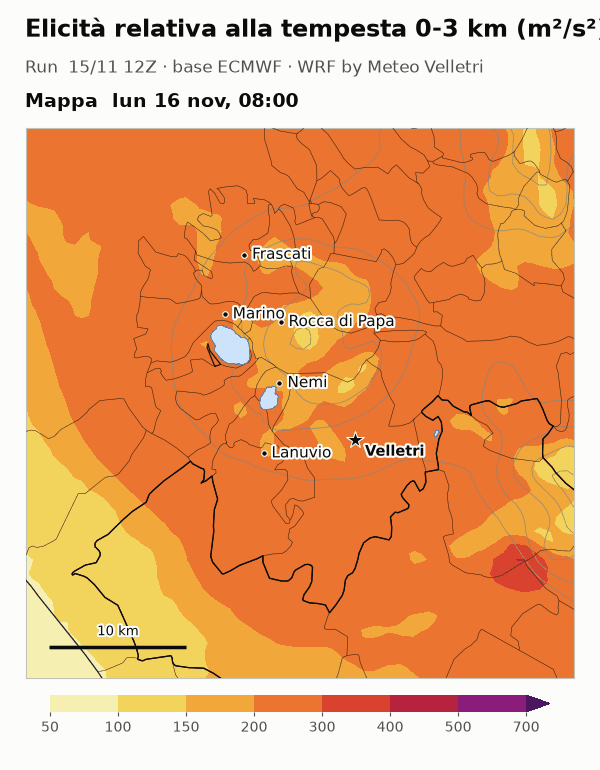 Elicità relativa alla tempesta 0-3 km (m²/s²)
Run 15/11 12Z · base ECMWF · WRF by Meteo Velletri
Mappa lun 16 nov, 08:00
Frascati
Marino
Rocca di Papa
Nemi
Velletri
Lanuvio
10 km
50 100 150 200 300 400 500 700